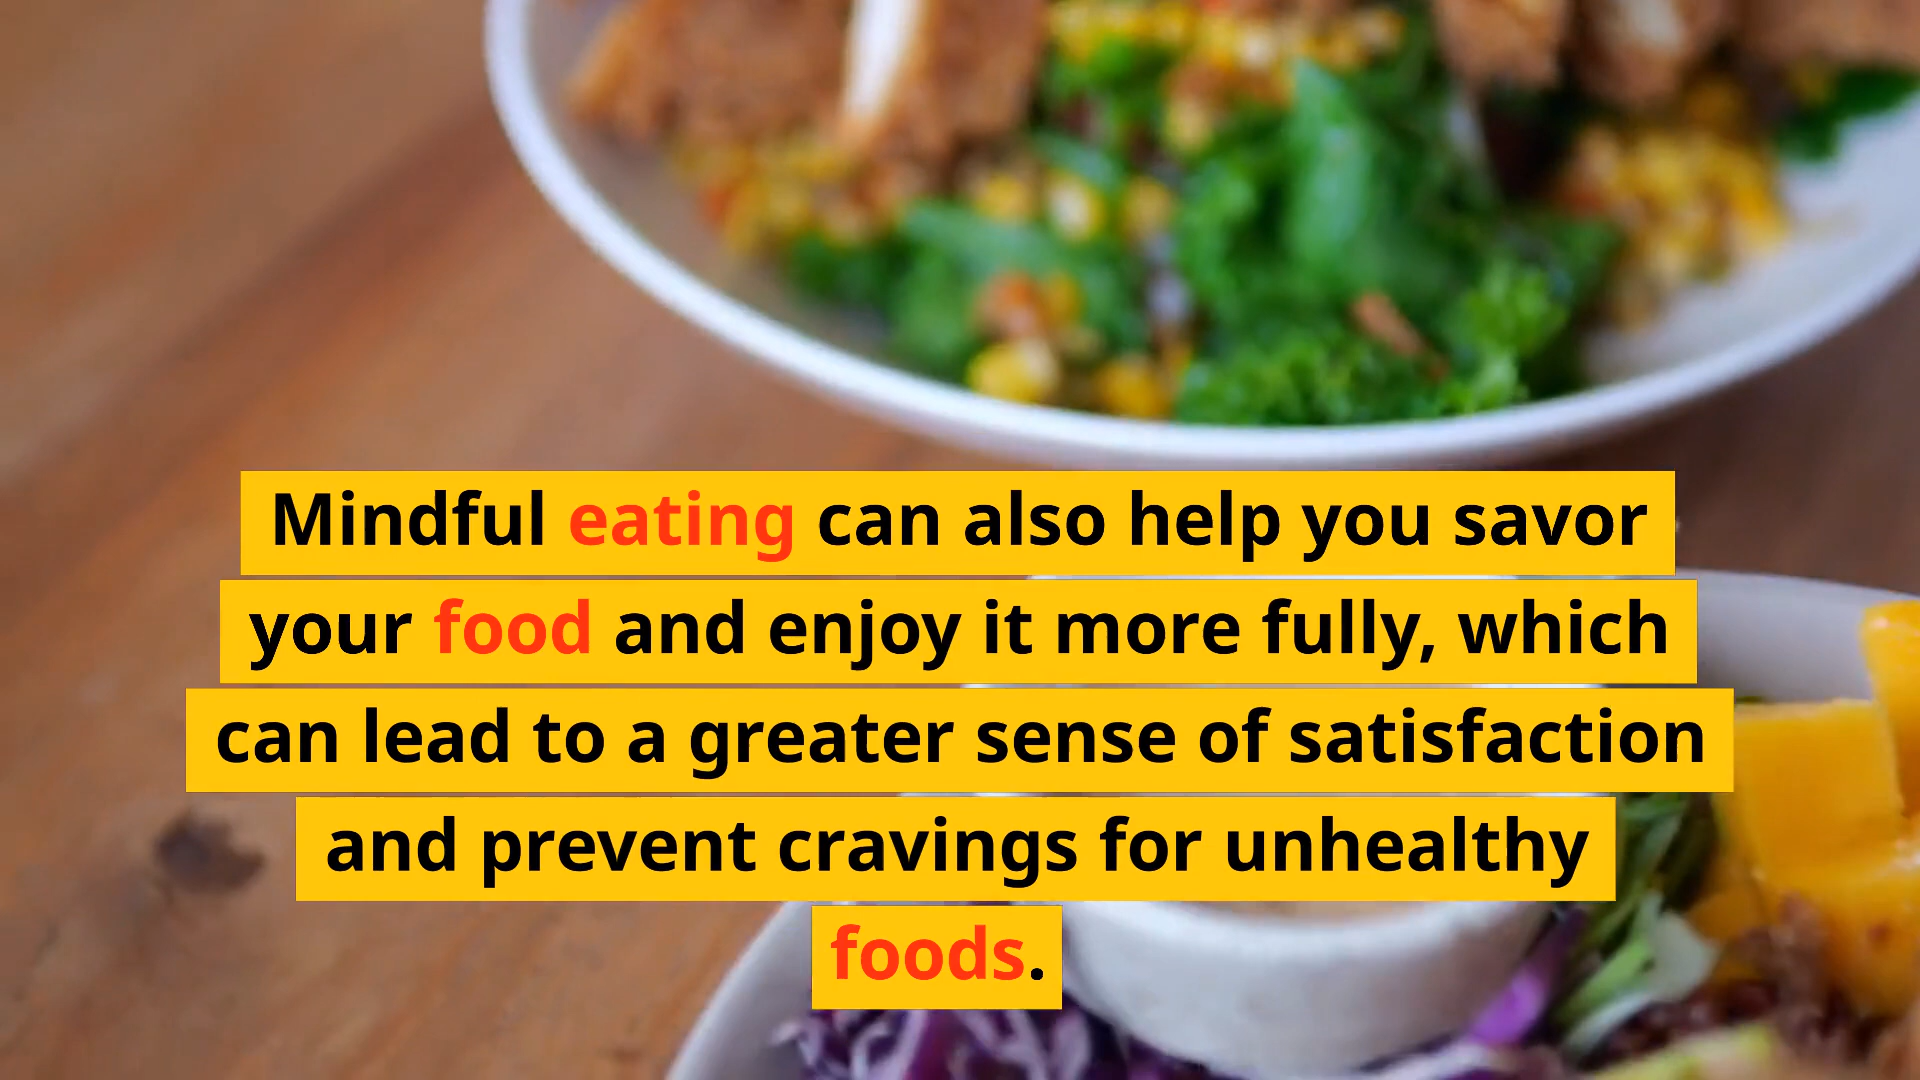 Mindful eating can also help you savor
your food and enjoy it more fully, which
can lead to a greater sense of satisfaction
and prevent cravings for unhealthy
foods.